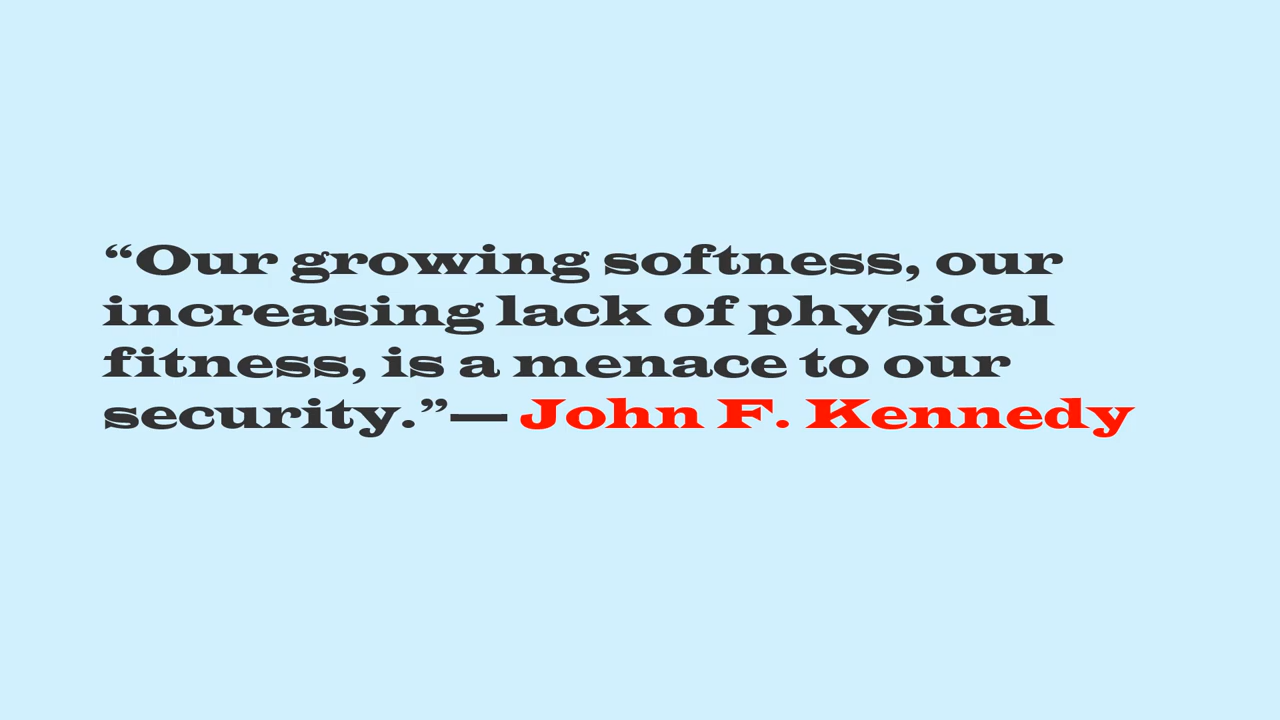 “Our growing softness, our
increasing lack of physical
fitness, is a menace to our
security.”— John F. Kennedy